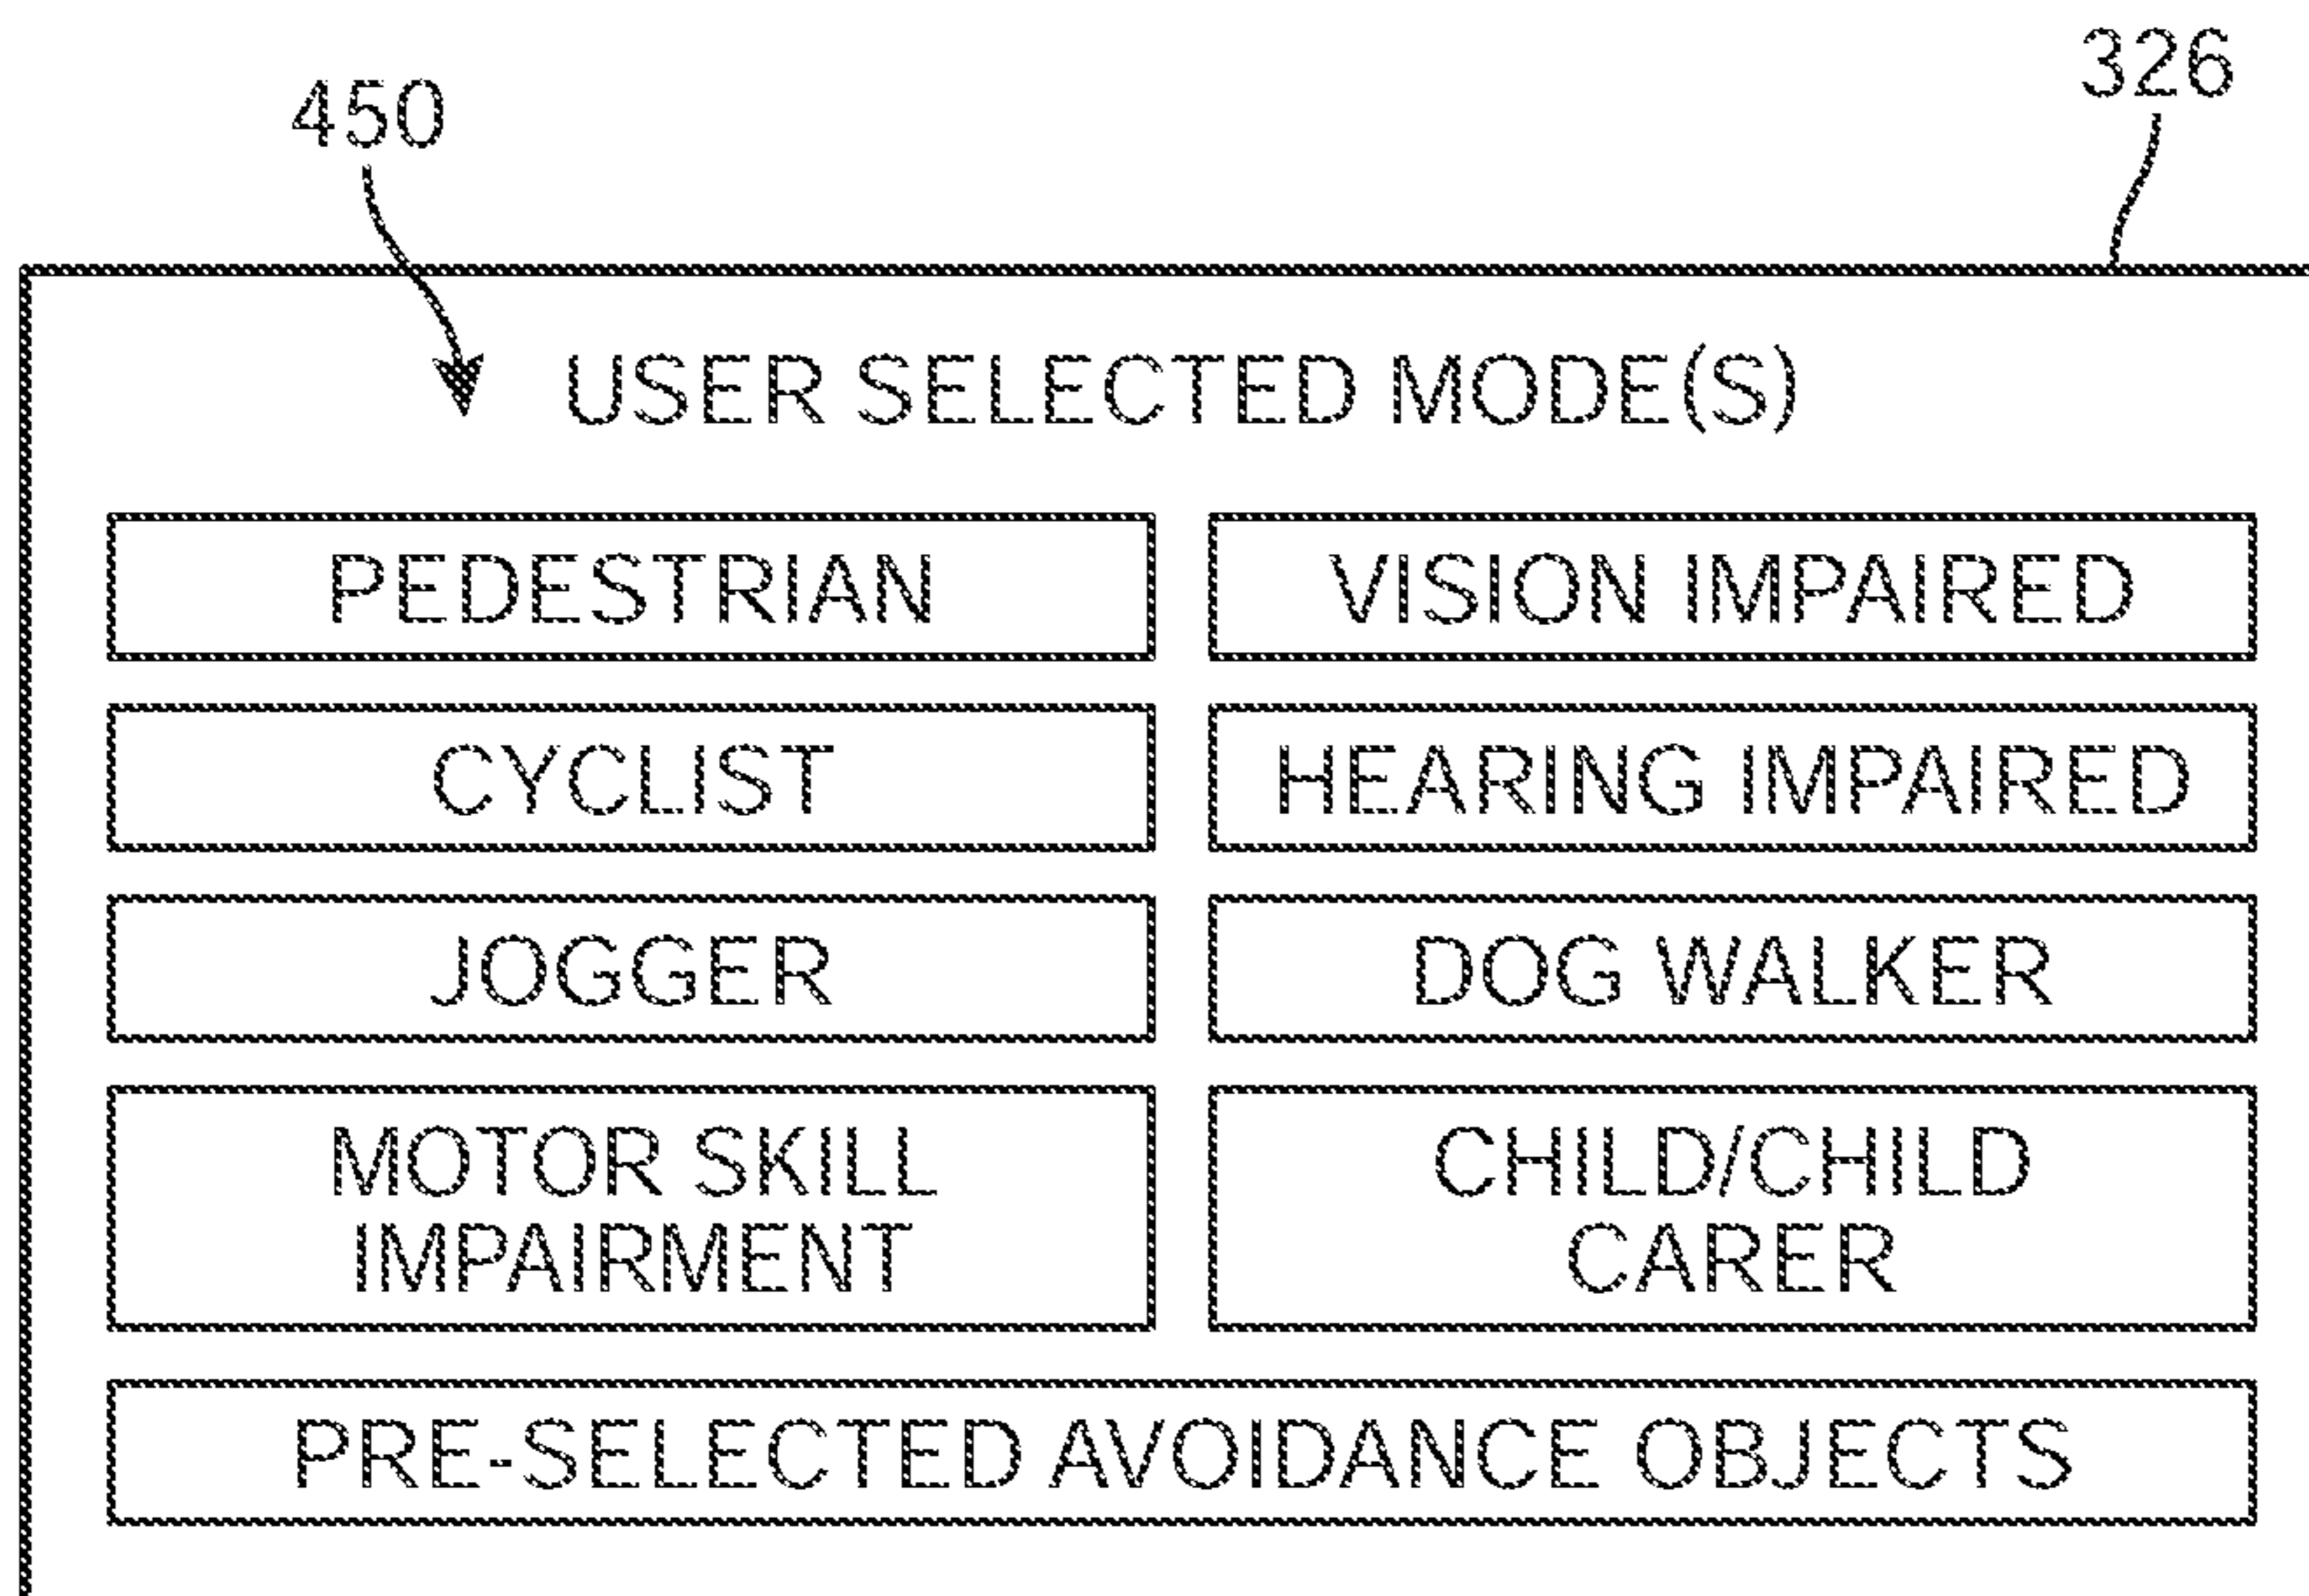 450
326
USER SELECTED MODE(S)
PEDESTRIAN
VISION IMPAIRED
CYCLIST
HEARING IMPAIRED
JOGGER
DOG WALKER
MOTOR SKILL
IMPAIRMENT
CHILD/CHILD
CARER
PRE-SELECTED AVOIDANCE OBJECTS